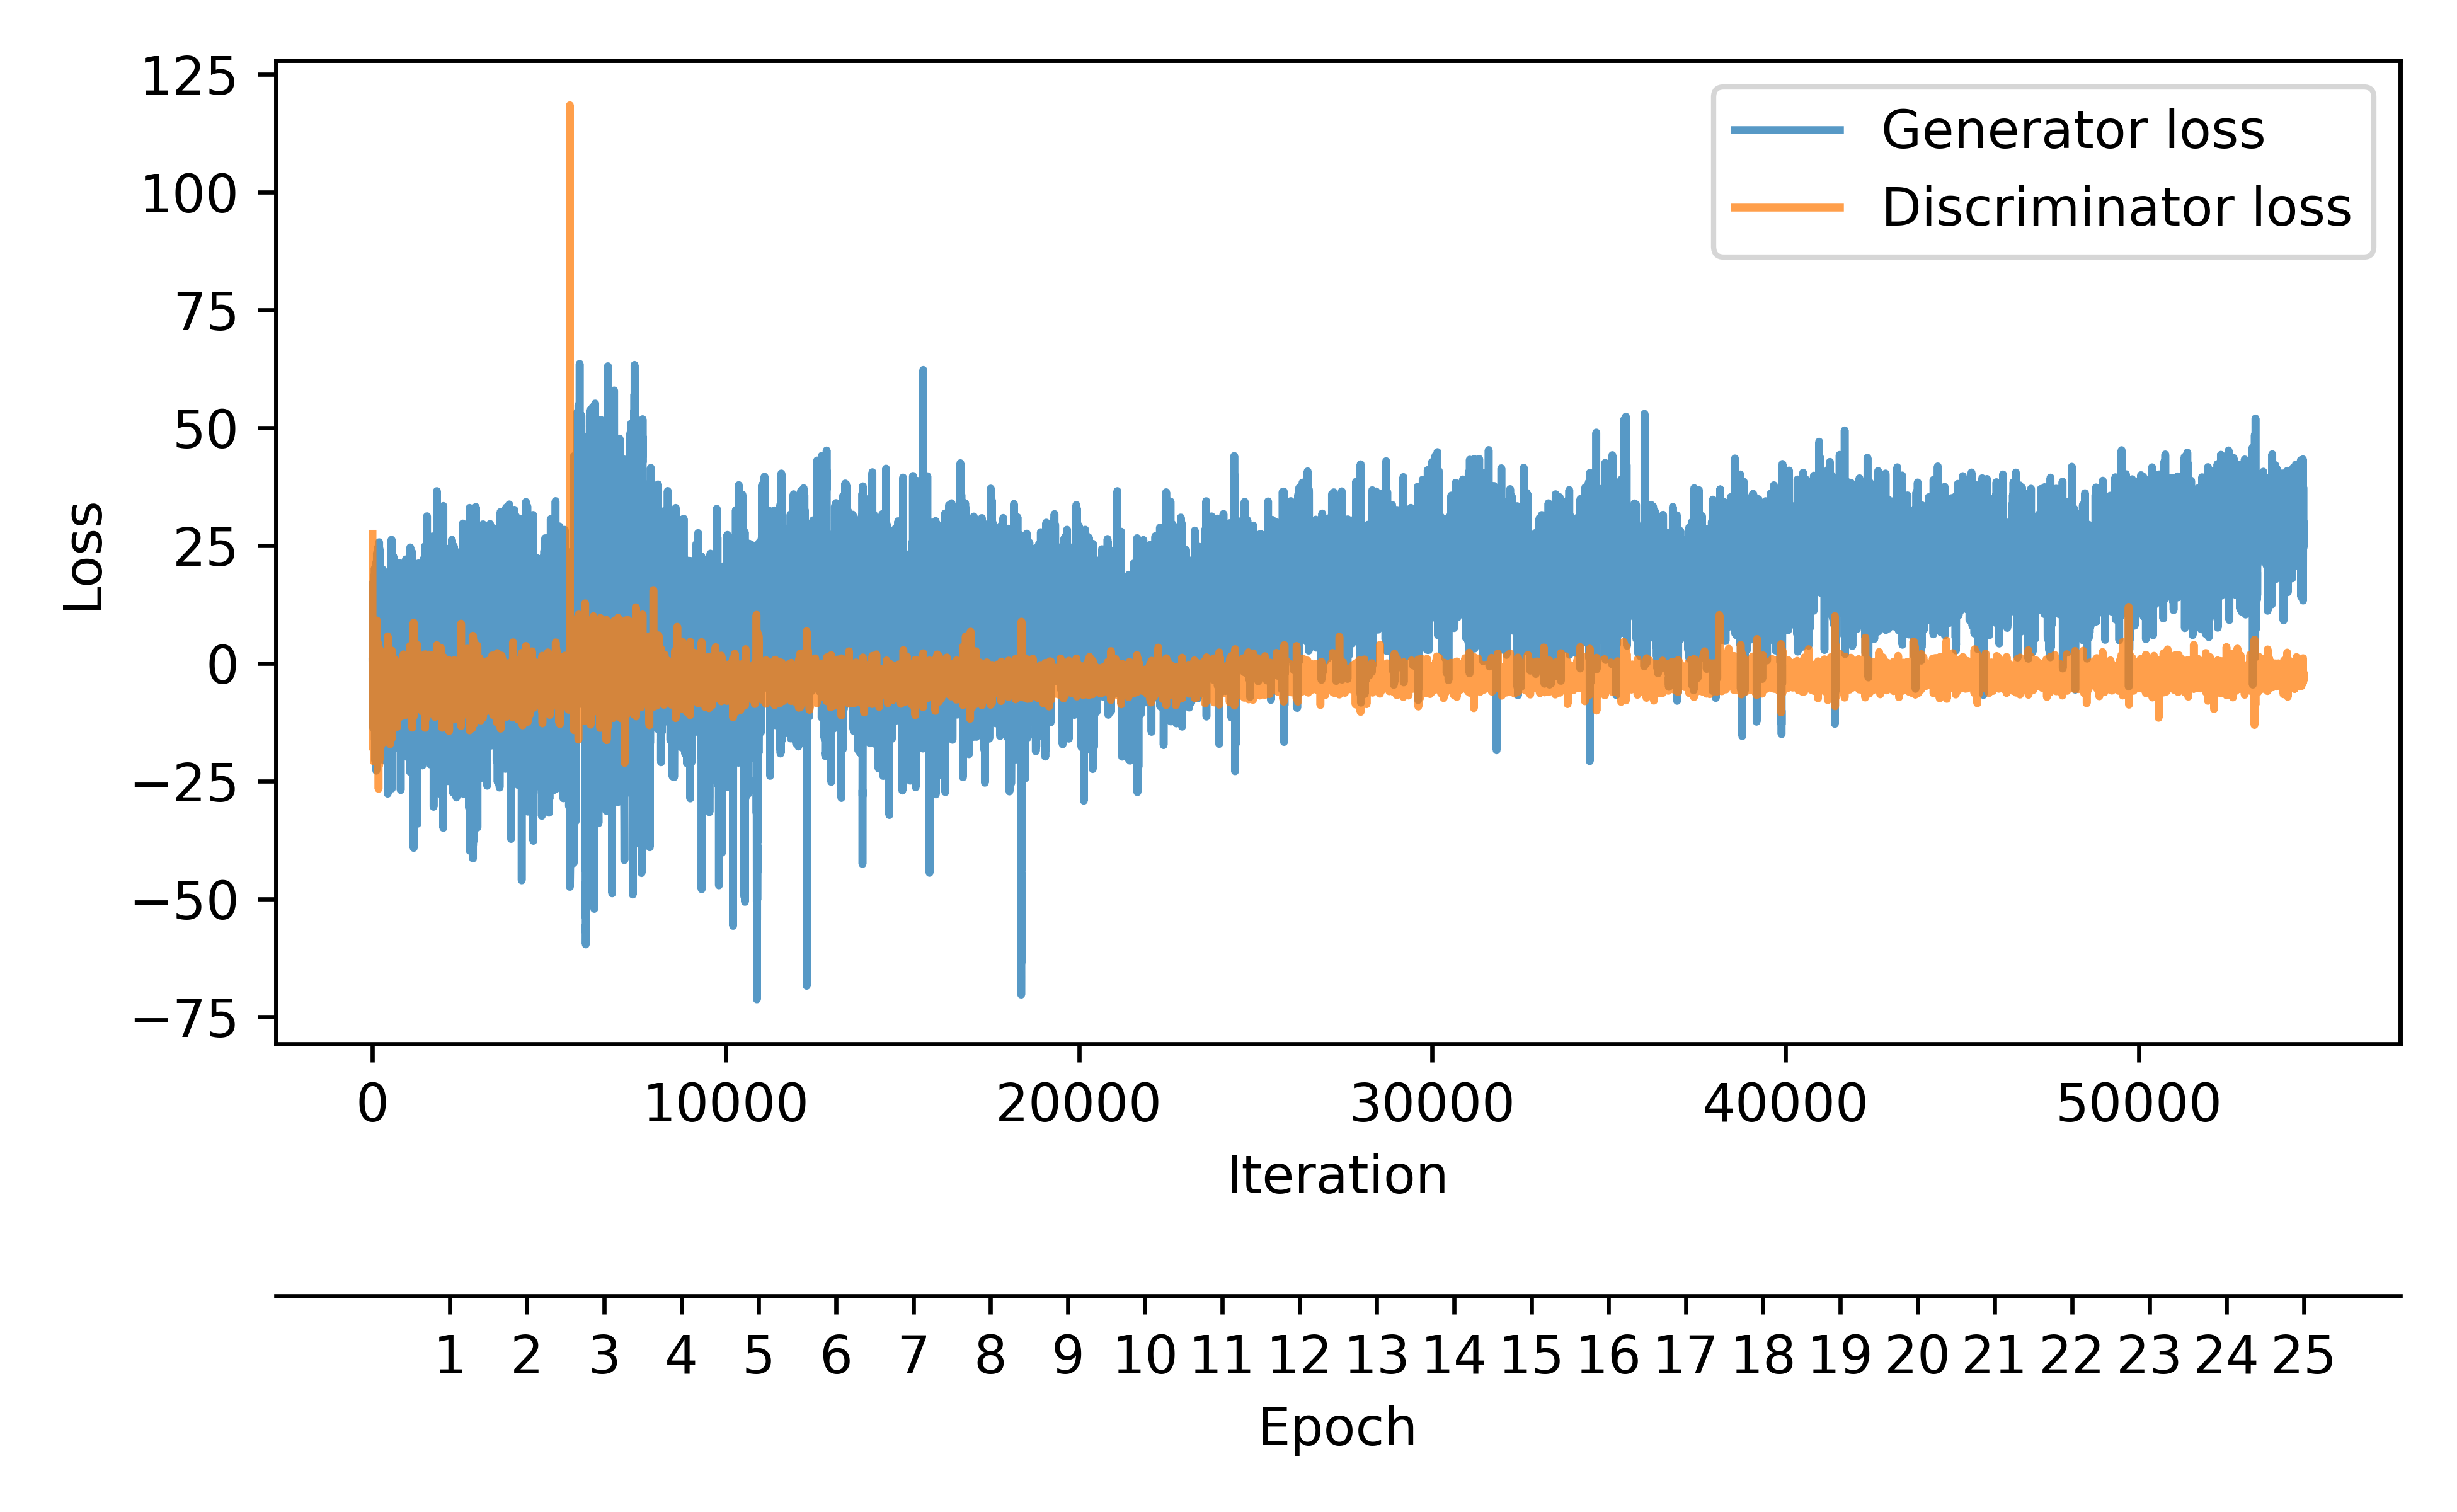 125
100
75
50
25
0
−25
−50
−75
Loss
Generator loss
Discriminator loss
0 10000 20000 30000 40000 50000
Iteration
1 2 3 4 5 6 7 8 9 10 11 12 13 14 15 16 17 18 19 20 21 22 23 24 25
Epoch